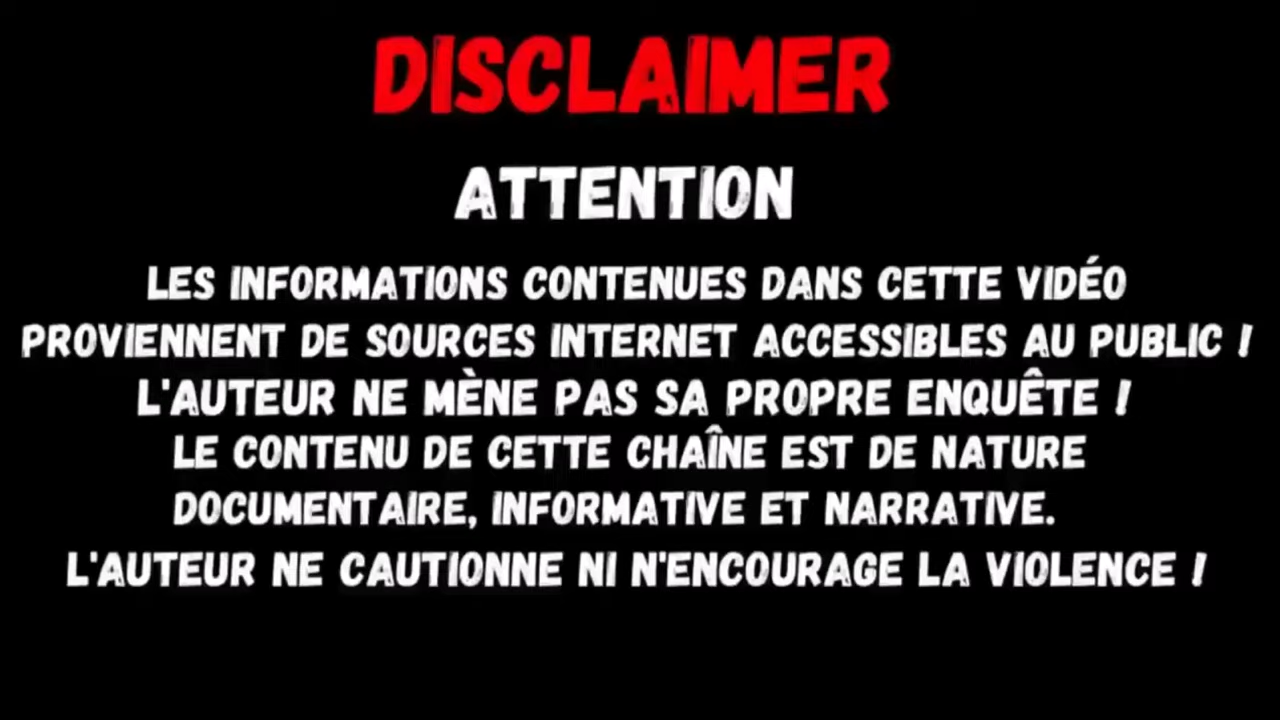 DISCLAIMER
ATTENTION
LES INFORMATIONS CONTENUES DANS CETTE VIDÉO
PROVIENNENT DE SOURCES INTERNET ACCESSIBLES AU PUBLIC !
L'AUTEUR NE MÈNE PAS SA PROPRE ENQUÊTE !
LE CONTENU DE CETTE CHAÎNE EST DE NATURE
DOCUMENTAIRE, INFORMATIVE ET NARRATIVE.
L'AUTEUR NE CAUTIONNE NI N'ENCOURAGE LA VIOLENCE !